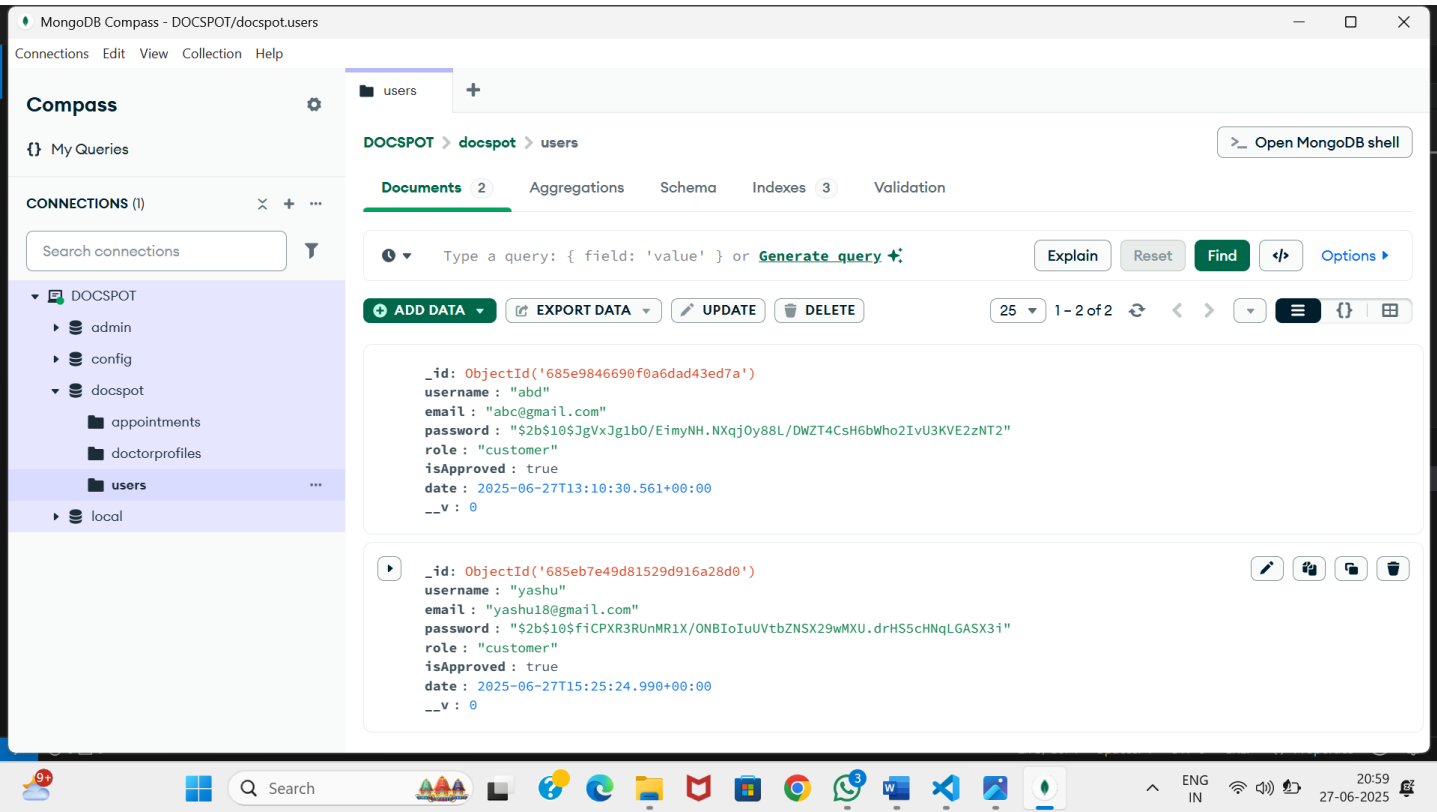 MongoDB Compass - DOCSPOT/docspot.users
Connections Edit View Collection Help
Compass
{} My Queries
CONNECTIONS (1)
Search connections
DOCSPOT
admin
config
docspot
appointments
doctorprofiles
users
local
users
DOCSPOT > docspot > users
>_ Open MongoDB shell
Documents 2 Aggregations Schema Indexes 3 Validation
Type a query: { field: 'value' } or Generate query
Explain Reset Find </> Options
ADD DATA EXPORT DATA UPDATE DELETE 25 1 – 2 of 2 {}
_id: ObjectId('685e9846690f0a6dad43ed7a')
username : "abd"
email : "abc@gmail.com"
password : "$2b$10$JgVxJg1bO/EimyNH.NXqjOy88L/DWZT4CsH6bWho2IvU3KVE2zNT2"
role : "customer"
isApproved : true
date : 2025-06-27T13:10:30.561+00:00
__v : 0
_id: ObjectId('685eb7e49d81529d916a28d0')
username : "yashu"
email : "yashu18@gmail.com"
password : "$2b$10$fiCPXR3RUnMR1X/ONBIoIuUVtbZNSX29wMXU.drHS5cHNqLGASX3i"
role : "customer"
isApproved : true
date : 2025-06-27T15:25:24.990+00:00
__v : 0
9+
Search
3
ENG
IN
20:59
27-06-2025